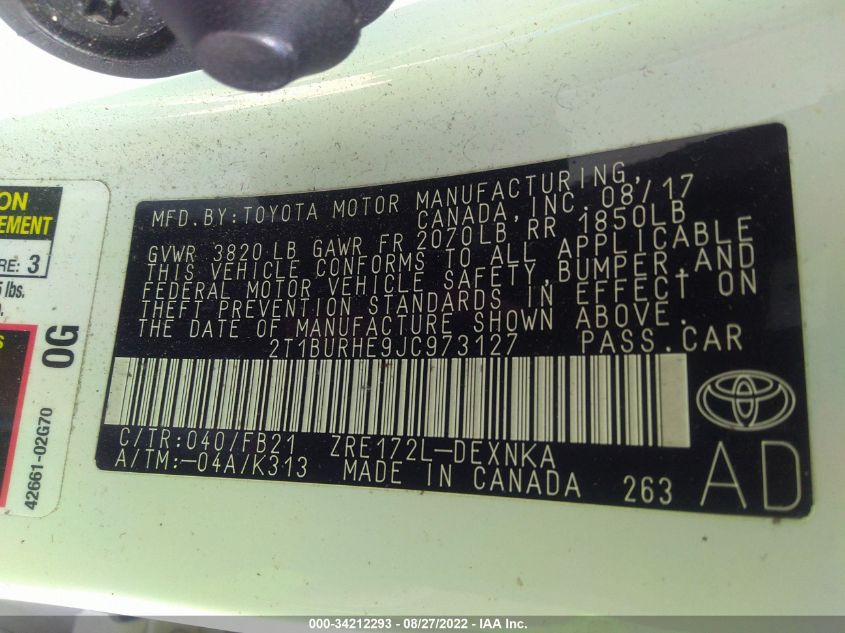 MFD. BY: TOYOTA MOTOR MANUFACTURING,
CANADA, INC. 08/17
GVWR 3820 LB GAWR FR 2070LB RR 1850LB
THIS VEHICLE CONFORMS TO ALL APPLICABLE
FEDERAL MOTOR VEHICLE SAFETY, BUMPER, AND
THEFT PREVENTION STANDARDS IN EFFECT ON
THE DATE OF MANUFACTURE SHOWN ABOVE.
2T1BURHE9JC973127 PASS. CAR
C/TR: 040/FB21 ZRE172L-DEXNKA
A/TM: -04A/K313 MADE IN CANADA 263 AD
ON
EMENT
RE: 3
lbs.
0G
42661-02G70
000-34212293 - 08/27/2022 - IAA Inc.